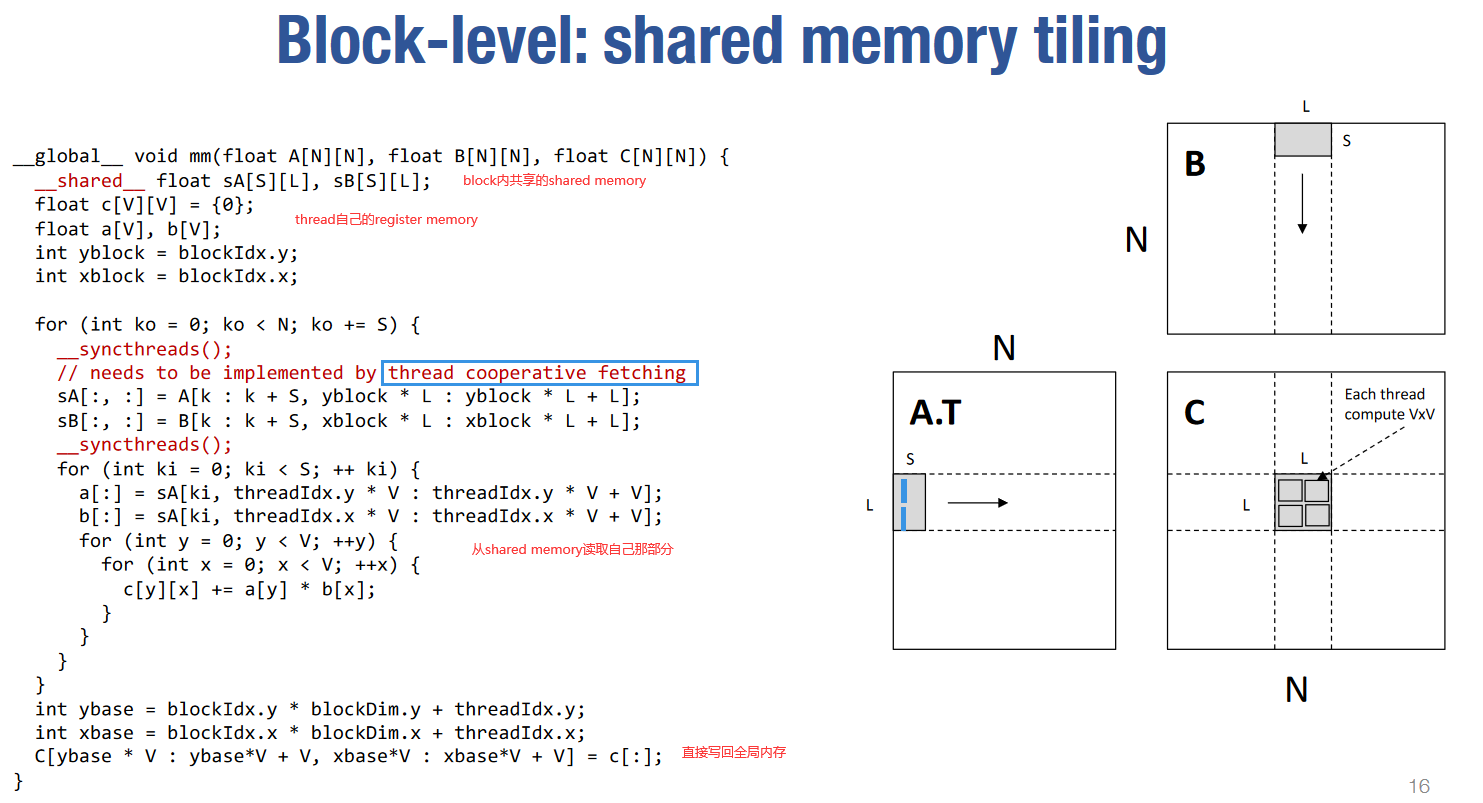 Block-level: shared memory tiling
__global__ void mm(float A[N][N], float B[N][N], float C[N][N]) {
__shared__ float sA[S][L], sB[S][L]; block内共享的shared memory
float c[V][V] = {0};
thread自己的register memory
float a[V], b[V];
int yblock = blockIdx.y;
int xblock = blockIdx.x;
for (int ko = 0; ko < N; ko += S) {
__syncthreads();
// needs to be implemented by thread cooperative fetching
sA[:, :] = A[k : k + S, yblock * L : yblock * L + L];
sB[:, :] = B[k : k + S, xblock * L : xblock * L + L];
__syncthreads();
for (int ki = 0; ki < S; ++ ki) {
a[:] = sA[ki, threadIdx.y * V : threadIdx.y * V + V];
b[:] = sA[ki, threadIdx.x * V : threadIdx.x * V + V];
for (int y = 0; y < V; ++y) {
从shared memory读取自己那部分
for (int x = 0; x < V; ++x) {
c[y][x] += a[y] * b[x];
}
}
}
}
int ybase = blockIdx.y * blockDim.y + threadIdx.y;
int xbase = blockIdx.x * blockDim.x + threadIdx.x;
C[ybase * V : ybase*V + V, xbase*V : xbase*V + V] = c[:]; 直接写回全局内存
}
L
S
B
N
N
A.T
S
L
C
Each thread
compute VxV
L
L
N
16